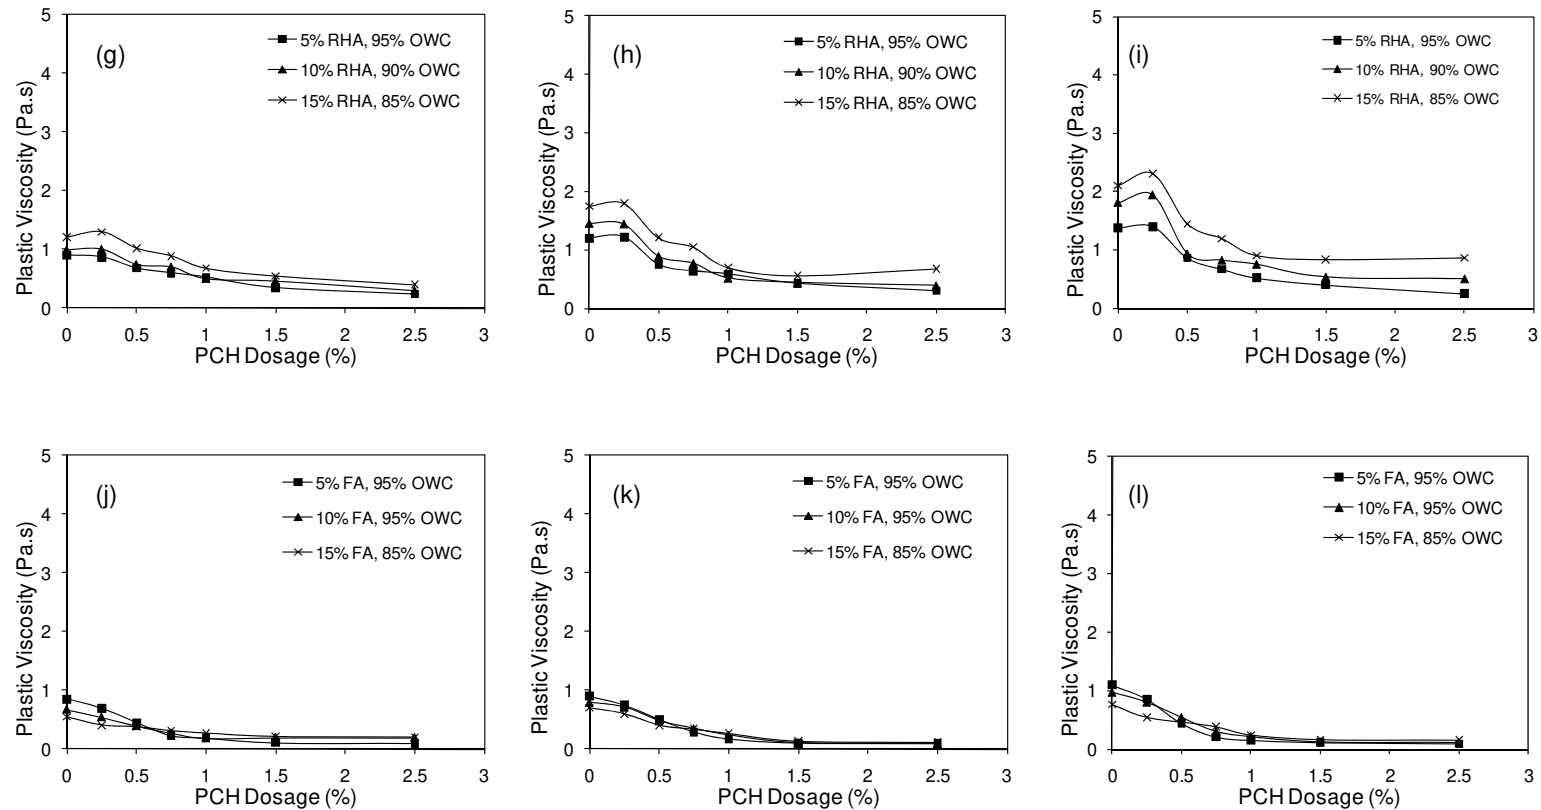 (g)
5% RHA, 95% OWC
10% RHA, 90% OWC
15% RHA, 85% OWC
Plastic Viscosity (Pa.s)
5
4
3
2
1
0
0 0.5 1 1.5 2 2.5 3
PCH Dosage (%)
(h)
5% RHA, 95% OWC
10% RHA, 90% OWC
15% RHA, 85% OWC
Plastic Viscosity (Pa.s)
5
4
3
2
1
0
0 0.5 1 1.5 2 2.5 3
PCH Dosage (%)
(i)
5% RHA, 95% OWC
10% RHA, 90% OWC
15% RHA, 85% OWC
Plastic Viscosity (Pa.s)
5
4
3
2
1
0
0 0.5 1 1.5 2 2.5 3
PCH Dosage (%)
(j)
5% FA, 95% OWC
10% FA, 95% OWC
15% FA, 85% OWC
Plastic Viscosity (Pa.s)
5
4
3
2
1
0
0 0.5 1 1.5 2 2.5 3
PCH Dosage (%)
(k)
5% FA, 95% OWC
10% FA, 95% OWC
15% FA, 85% OWC
Plastic Viscosity (Pa.s)
5
4
3
2
1
0
0 0.5 1 1.5 2 2.5 3
PCH Dosage (%)
(l)
5% FA, 95% OWC
10% FA, 95% OWC
15% FA, 85% OWC
Plastic Viscosity (Pa.s)
5
4
3
2
1
0
0 0.5 1 1.5 2 2.5 3
PCH Dosage (%)